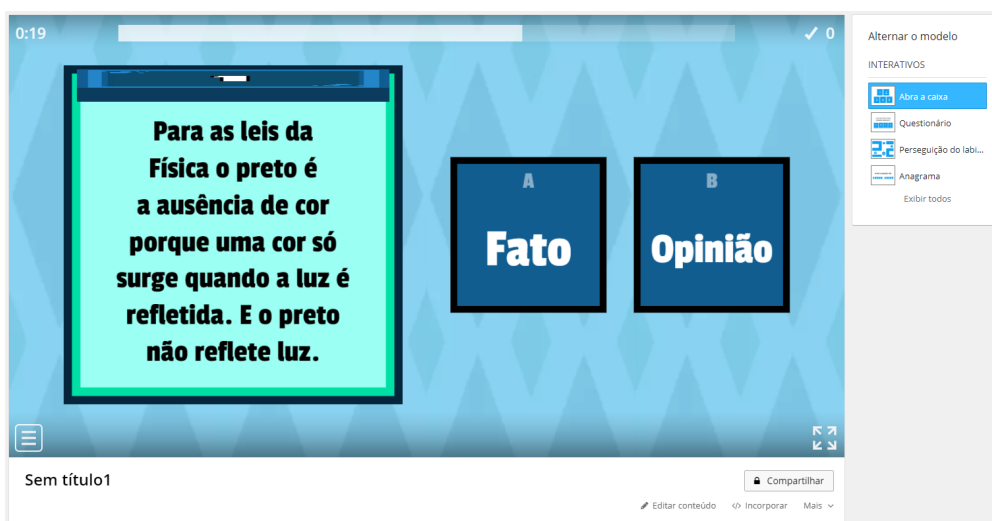 0:19
✓ 0
Para as leis da
Física o preto é
a ausência de cor
porque uma cor só
surge quando a luz é
refletida. E o preto
não reflete luz.
A
Fato
B
Opinião
Sem título1
Compartilhar
Editar conteúdo
</> Incorporar
Mais
Alternar o modelo
INTERATIVOS
Abra a caixa
Questionário
Perseguição do labi...
Anagrama
Exibir todos